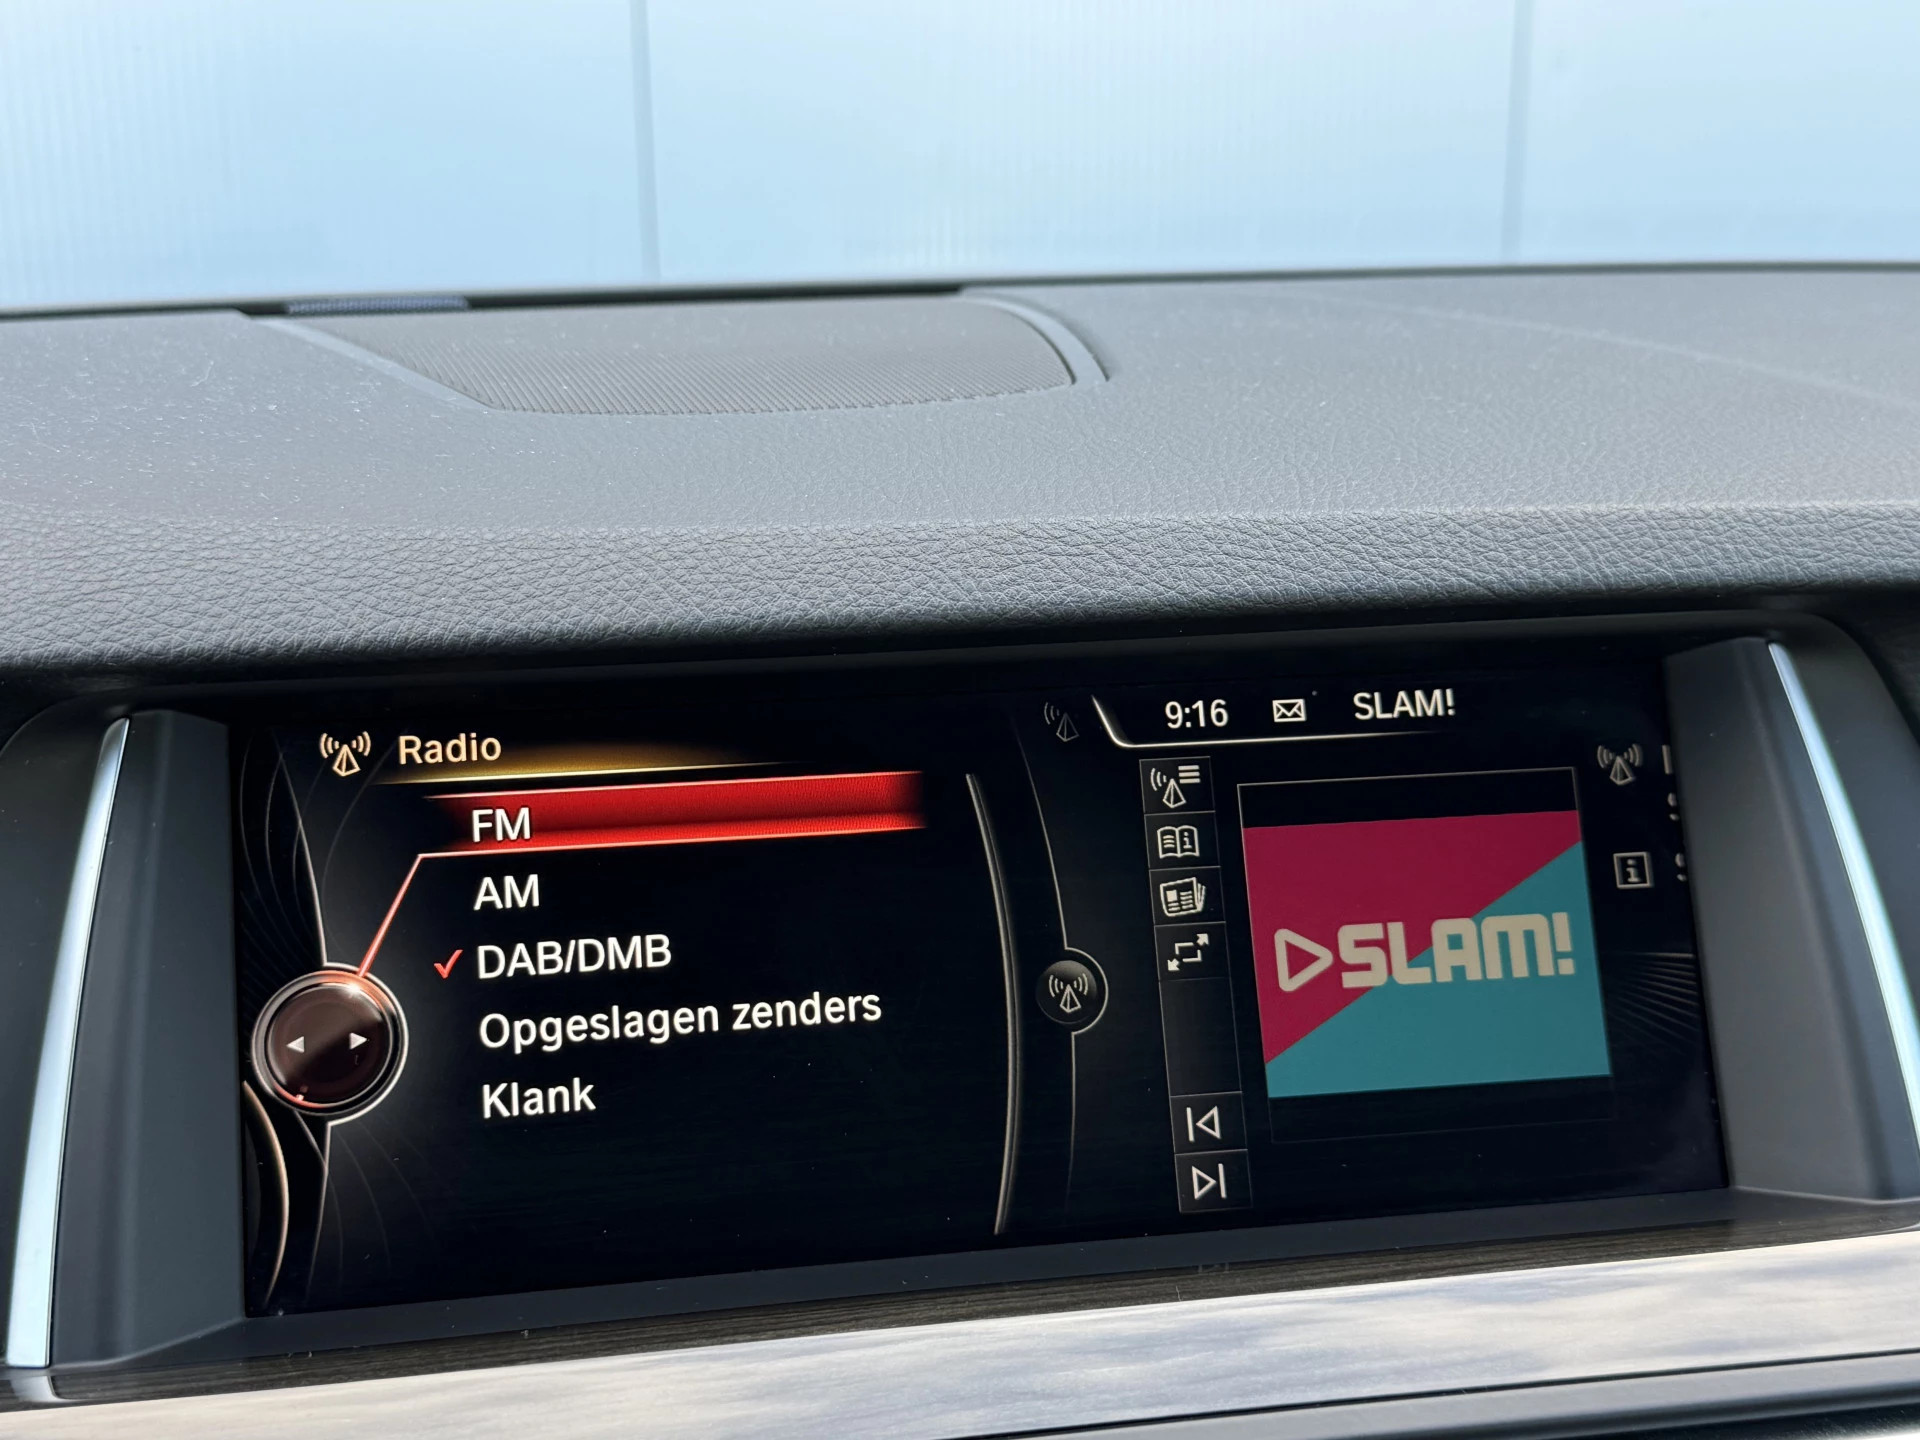 Radio
FM
AM
DAB/DMB
Opgeslagen zenders
Klank
9:16 SLAM!
SLAM!